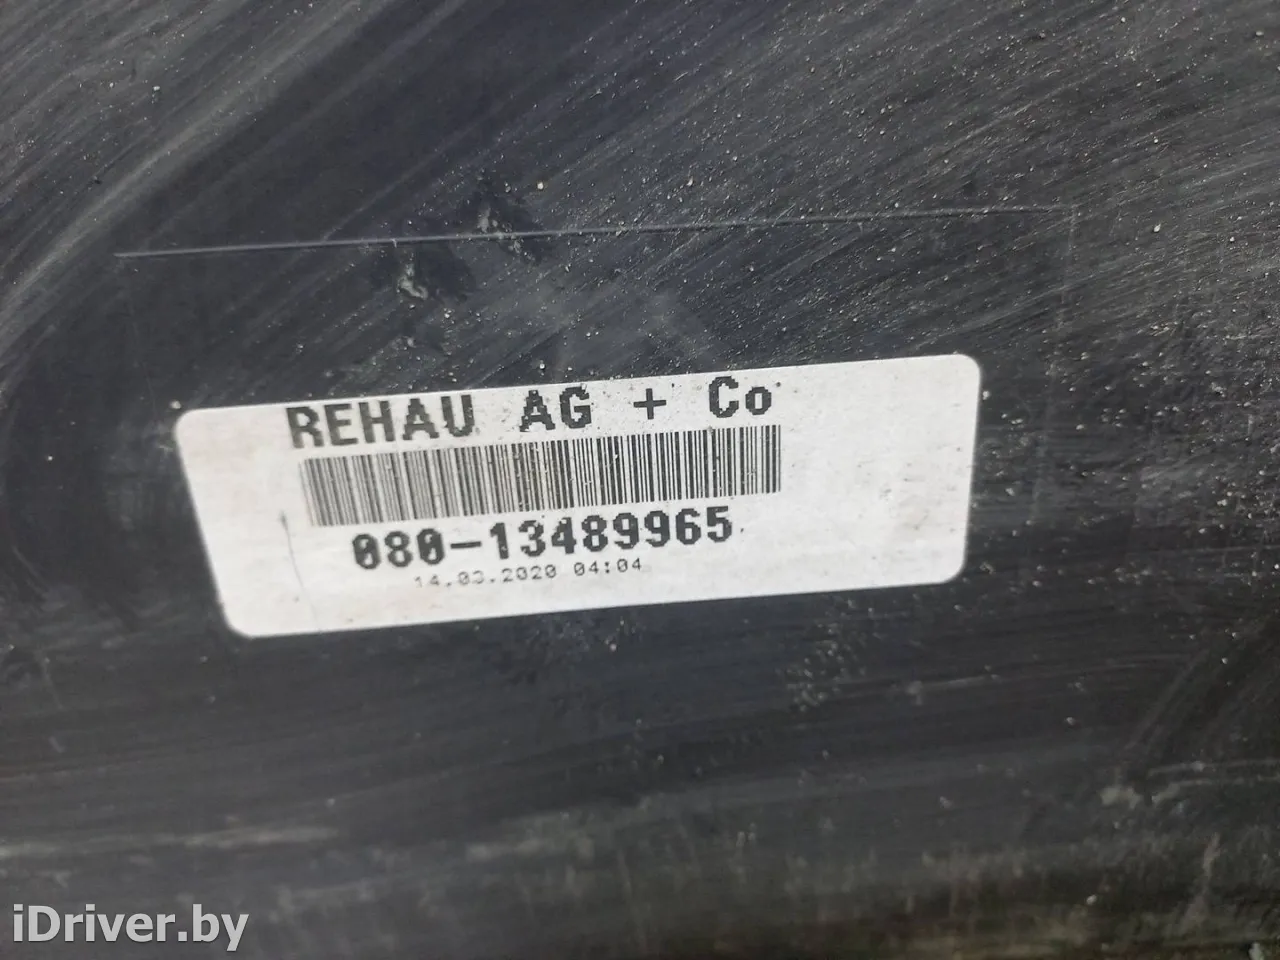 REHAU AG + Co
080-13489965
14.03.2020 04:04
iDriver.by